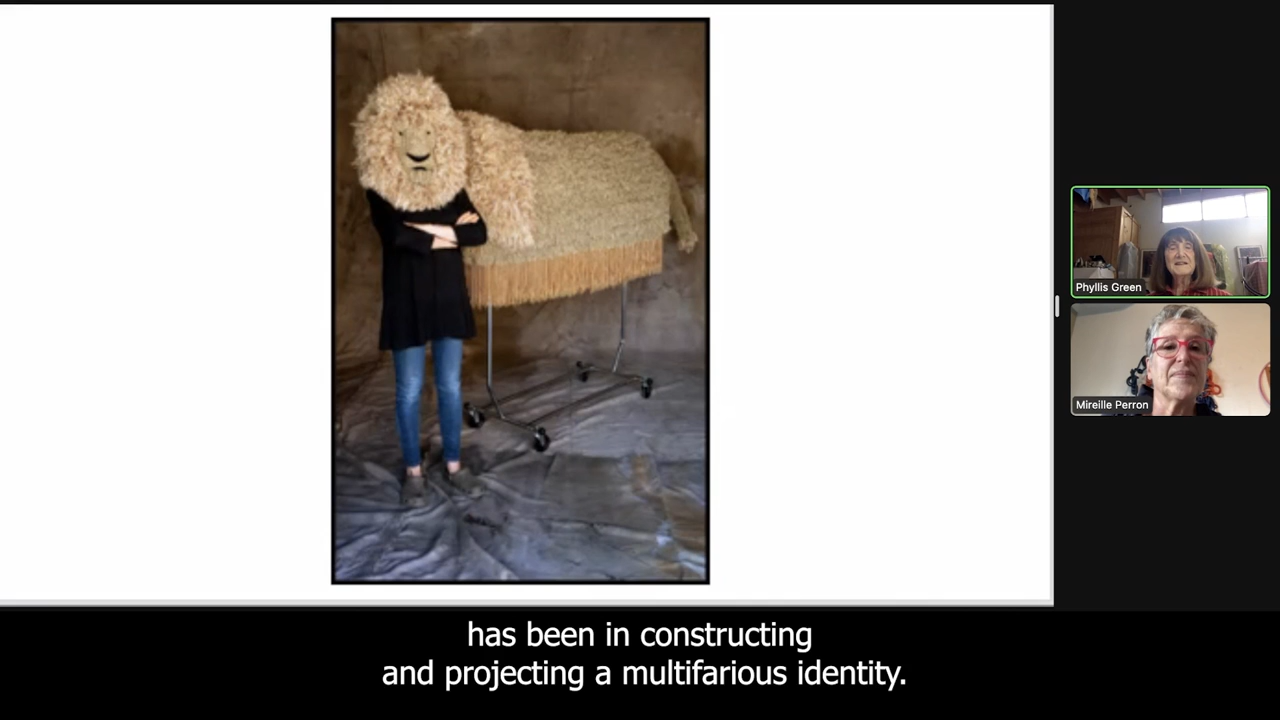 Phyllis Green
Mireille Perron
has been in constructing
and projecting a multifarious identity.